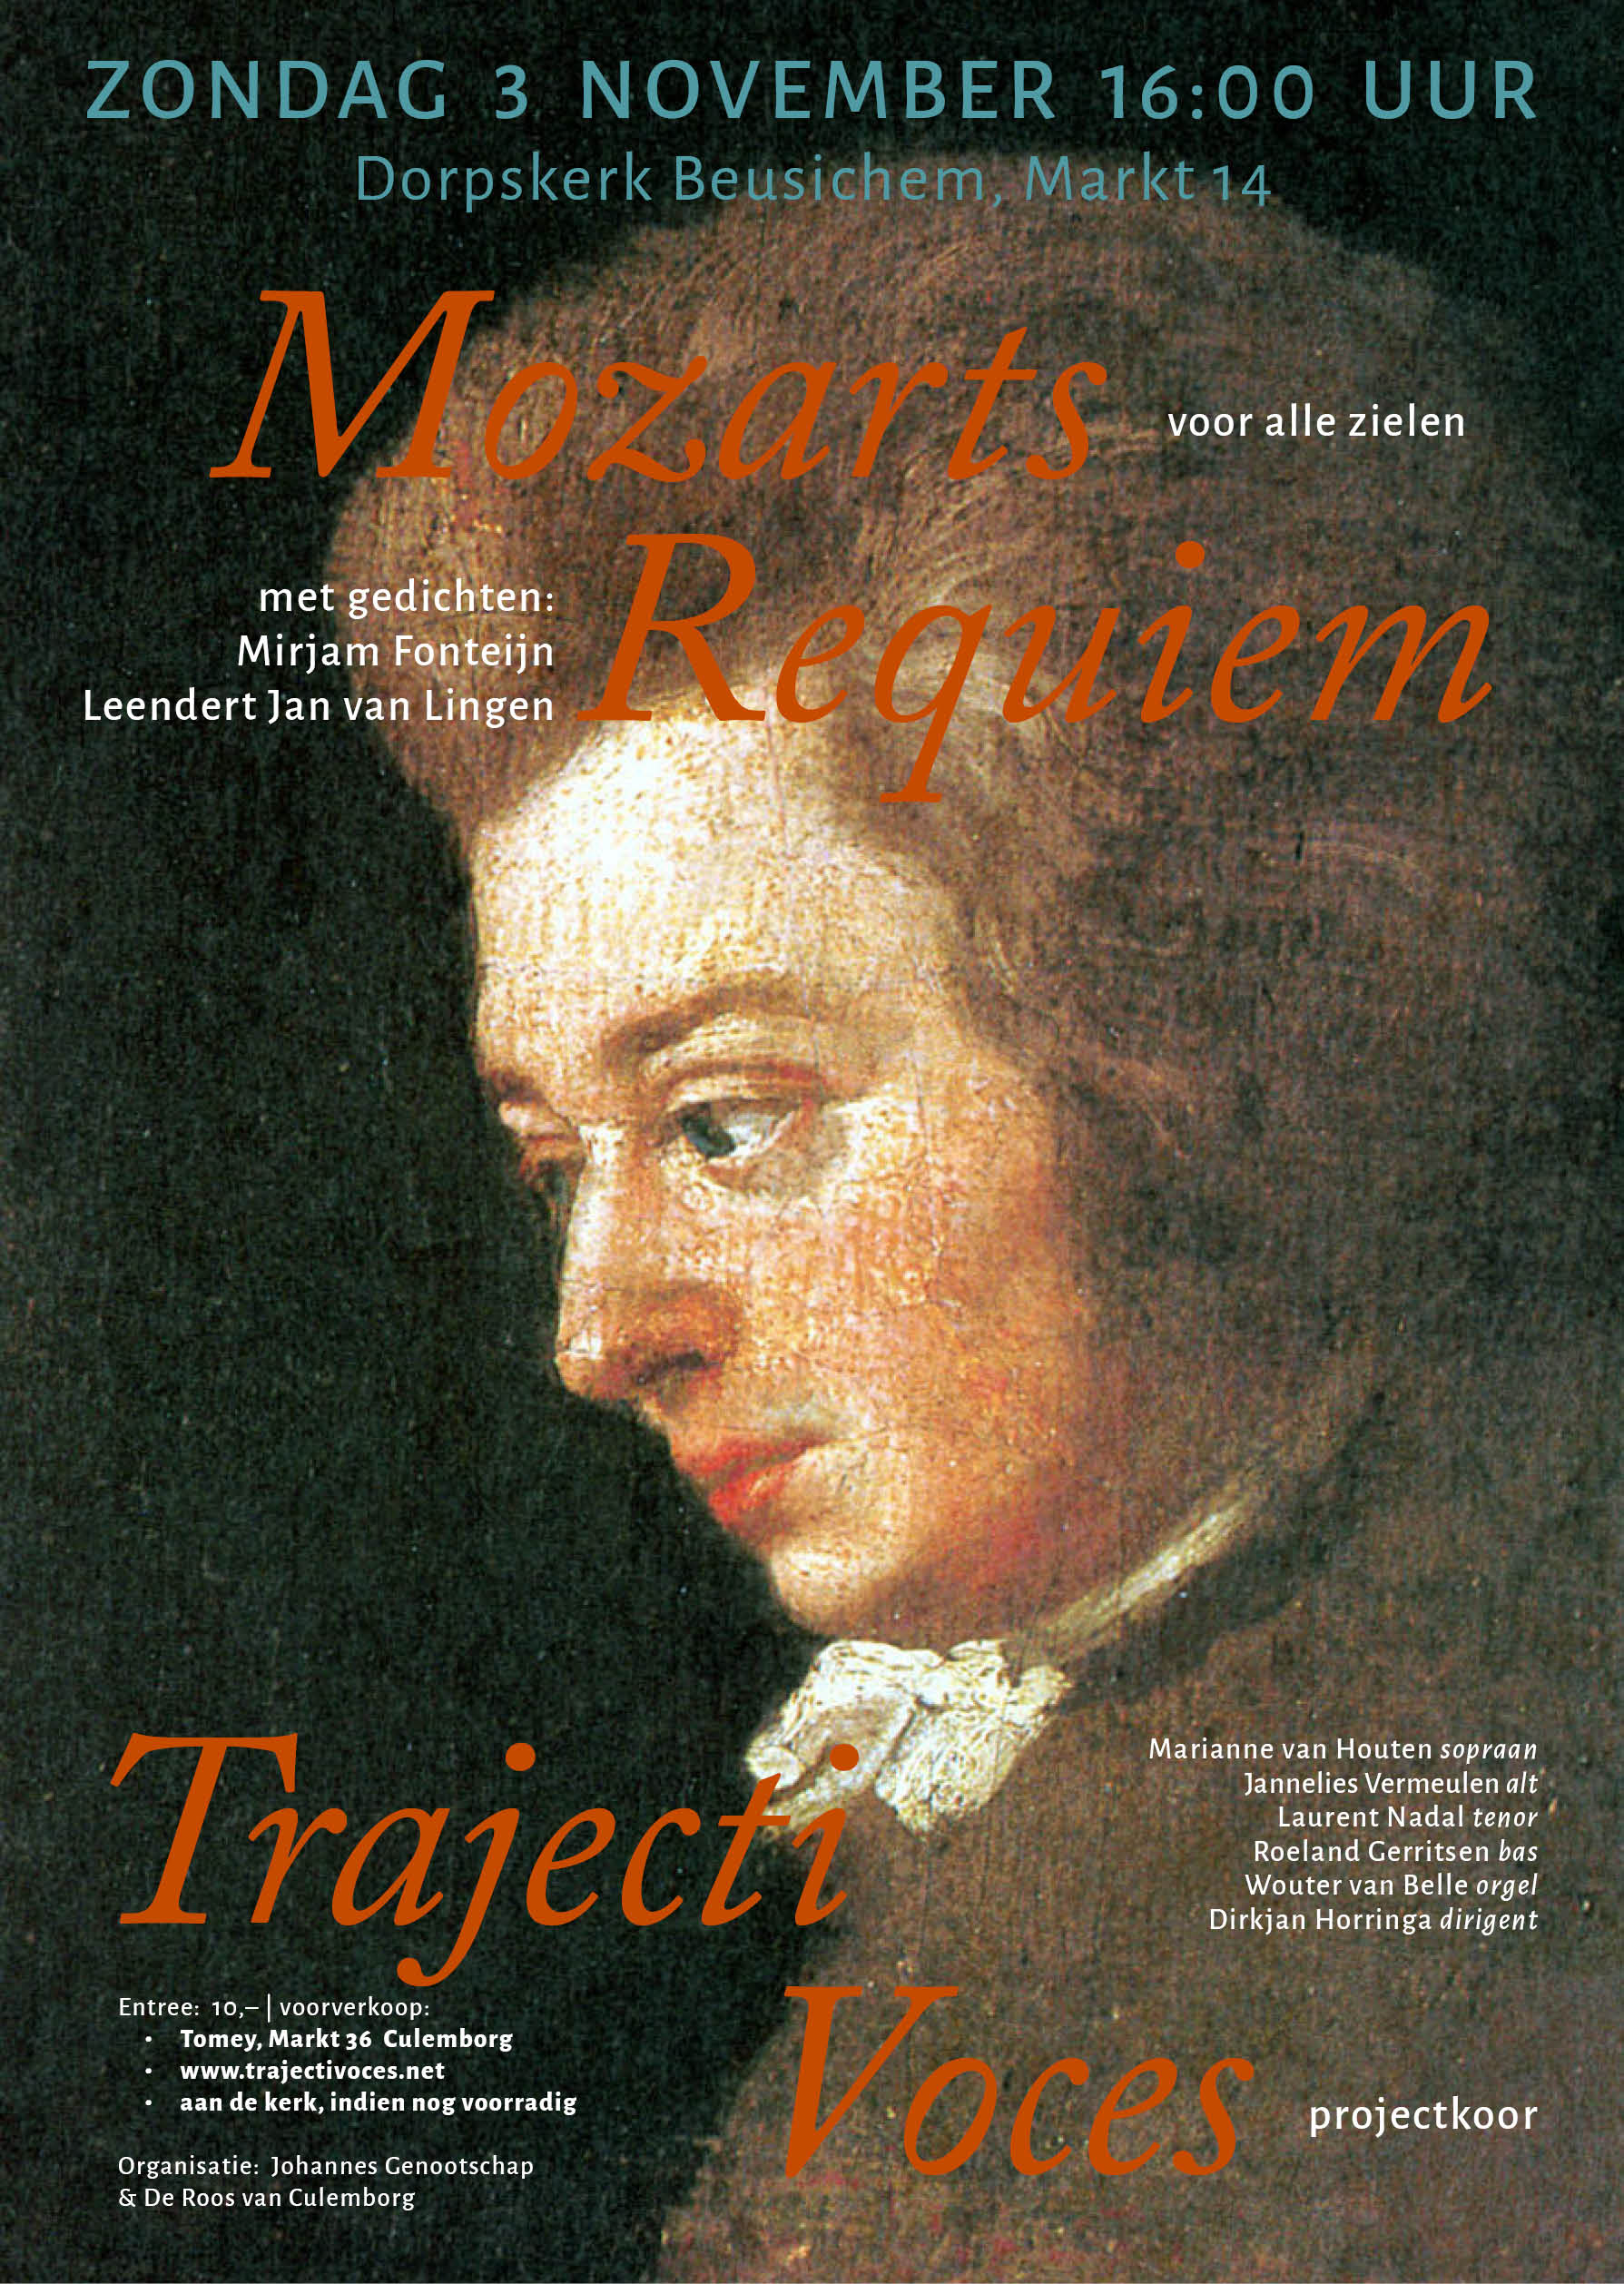 ZONDAG 3 NOVEMBER 16:00 UUR
Dorpskerk Beusichem, Markt 14
Mozarts
voor alle zielen
Requiem
met gedichten:
Mirjam Fonteijn
Leendert Jan van Lingen
Trajecti
Voces
projectkoor
Marianne van Houten sopraan
Jannelies Vermeulen alt
Laurent Nadal tenor
Roeland Gerritsen bas
Wouter van Belle orgel
Dirkjan Horringa dirigent
Entree: 10,– | voorverkoop:
• Tomey, Markt 36 Culemborg
• www.trajectivoces.net
• aan de kerk, indien nog voorradig
Organisatie: Johannes Genootschap
& De Roos van Culemborg